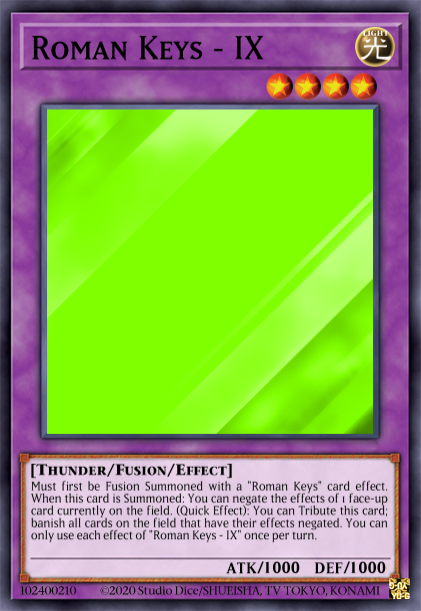 Roman Keys - IX
LIGHT
光
[Thunder/Fusion/Effect]
Must first be Fusion Summoned with a "Roman Keys" card effect.
When this card is Summoned: You can negate the effects of 1 face-up
card currently on the field. (Quick Effect): You can Tribute this card;
banish all cards on the field that have their effects negated. You can
only use each effect of "Roman Keys - IX" once per turn.
ATK/1000 DEF/1000
102400210 ©2020 Studio Dice/SHUEISHA, TV TOKYO, KONAMI